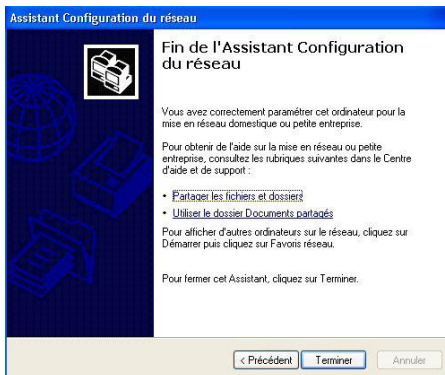 Assistant Configuration du réseau
Fin de l'Assistant Configuration
du réseau
Vous avez correctement paramétrer cet ordinateur pour la
mise en réseau domestique ou petite entreprise.
Pour obtenir de l'aide sur la mise en réseau ou petite
entreprise, consultez les rubriques suivantes dans le Centre
d'aide et de support :
• Partager les fichiers et dossiers
• Utiliser le dossier Documents partagés
Pour afficher d'autres ordinateurs sur le réseau, cliquez sur
Démarrer puis cliquez sur Favoris réseau.
Pour fermer cet Assistant, cliquez sur Terminer.
< Précédent Terminer Annuler